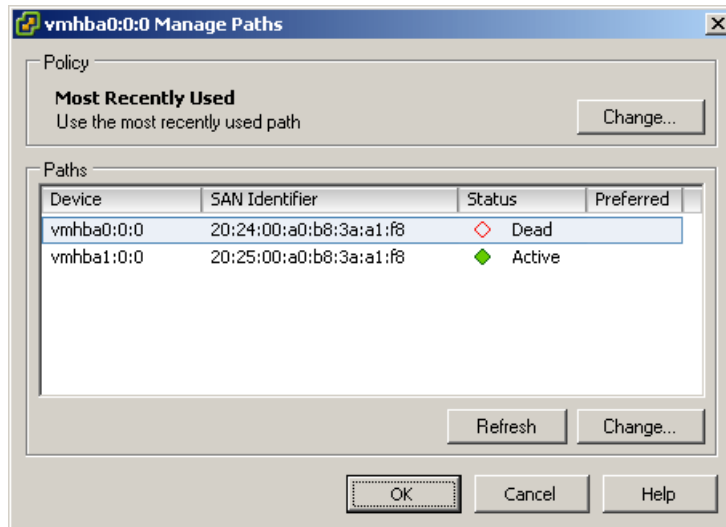 vmhba0:0:0 Manage Paths
Policy
Most Recently Used
Use the most recently used path
Change...
Paths
Device SAN Identifier Status Preferred
vmhba0:0:0 20:24:00:a0:b8:3a:a1:f8 Dead
vmhba1:0:0 20:25:00:a0:b8:3a:a1:f8 Active
Refresh Change...
OK Cancel Help